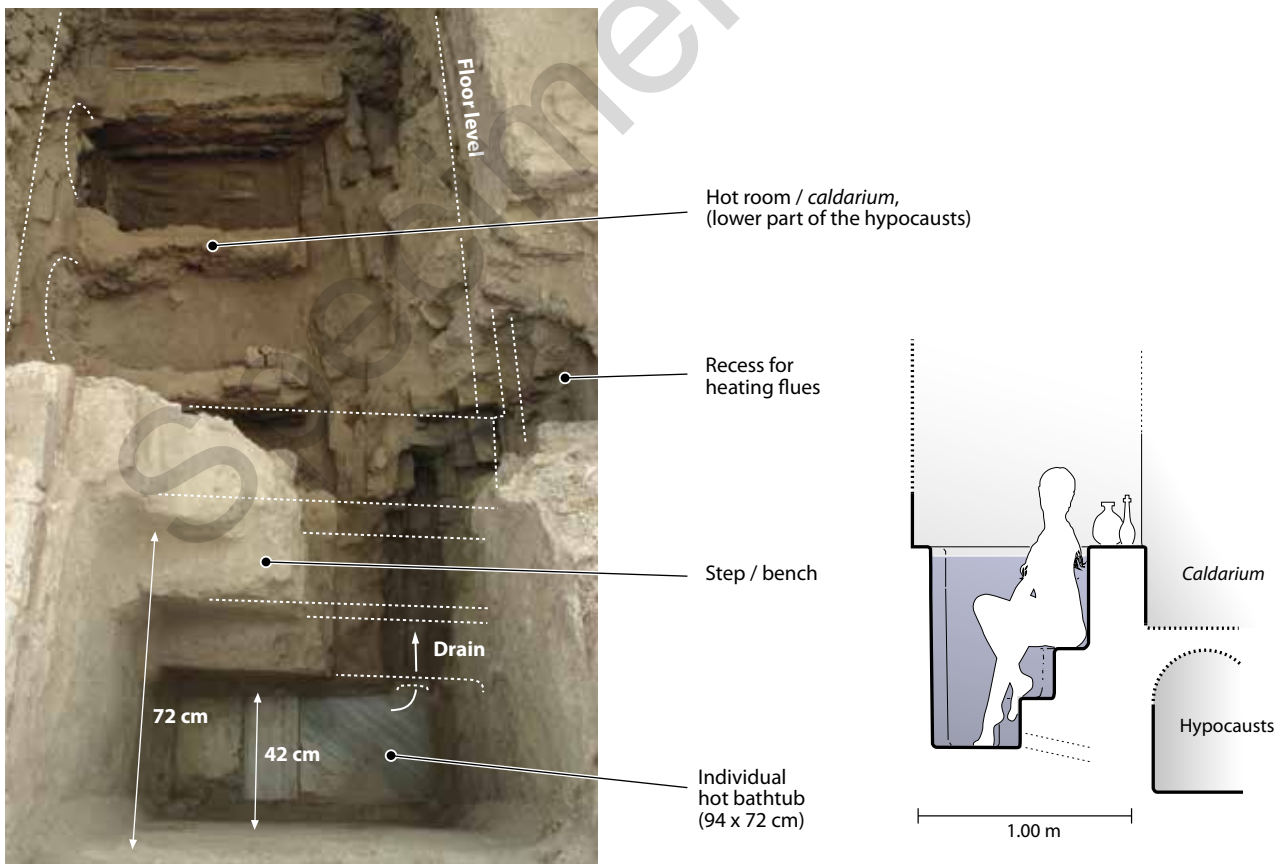 Floor level
Hot room / caldarium,
(lower part of the hypocausts)
Recess for
heating flues
Step / bench
Drain
72 cm
42 cm
Individual
hot bathtub
(94 x 72 cm)
Caldarium
Hypocausts
1.00 m
Specimen